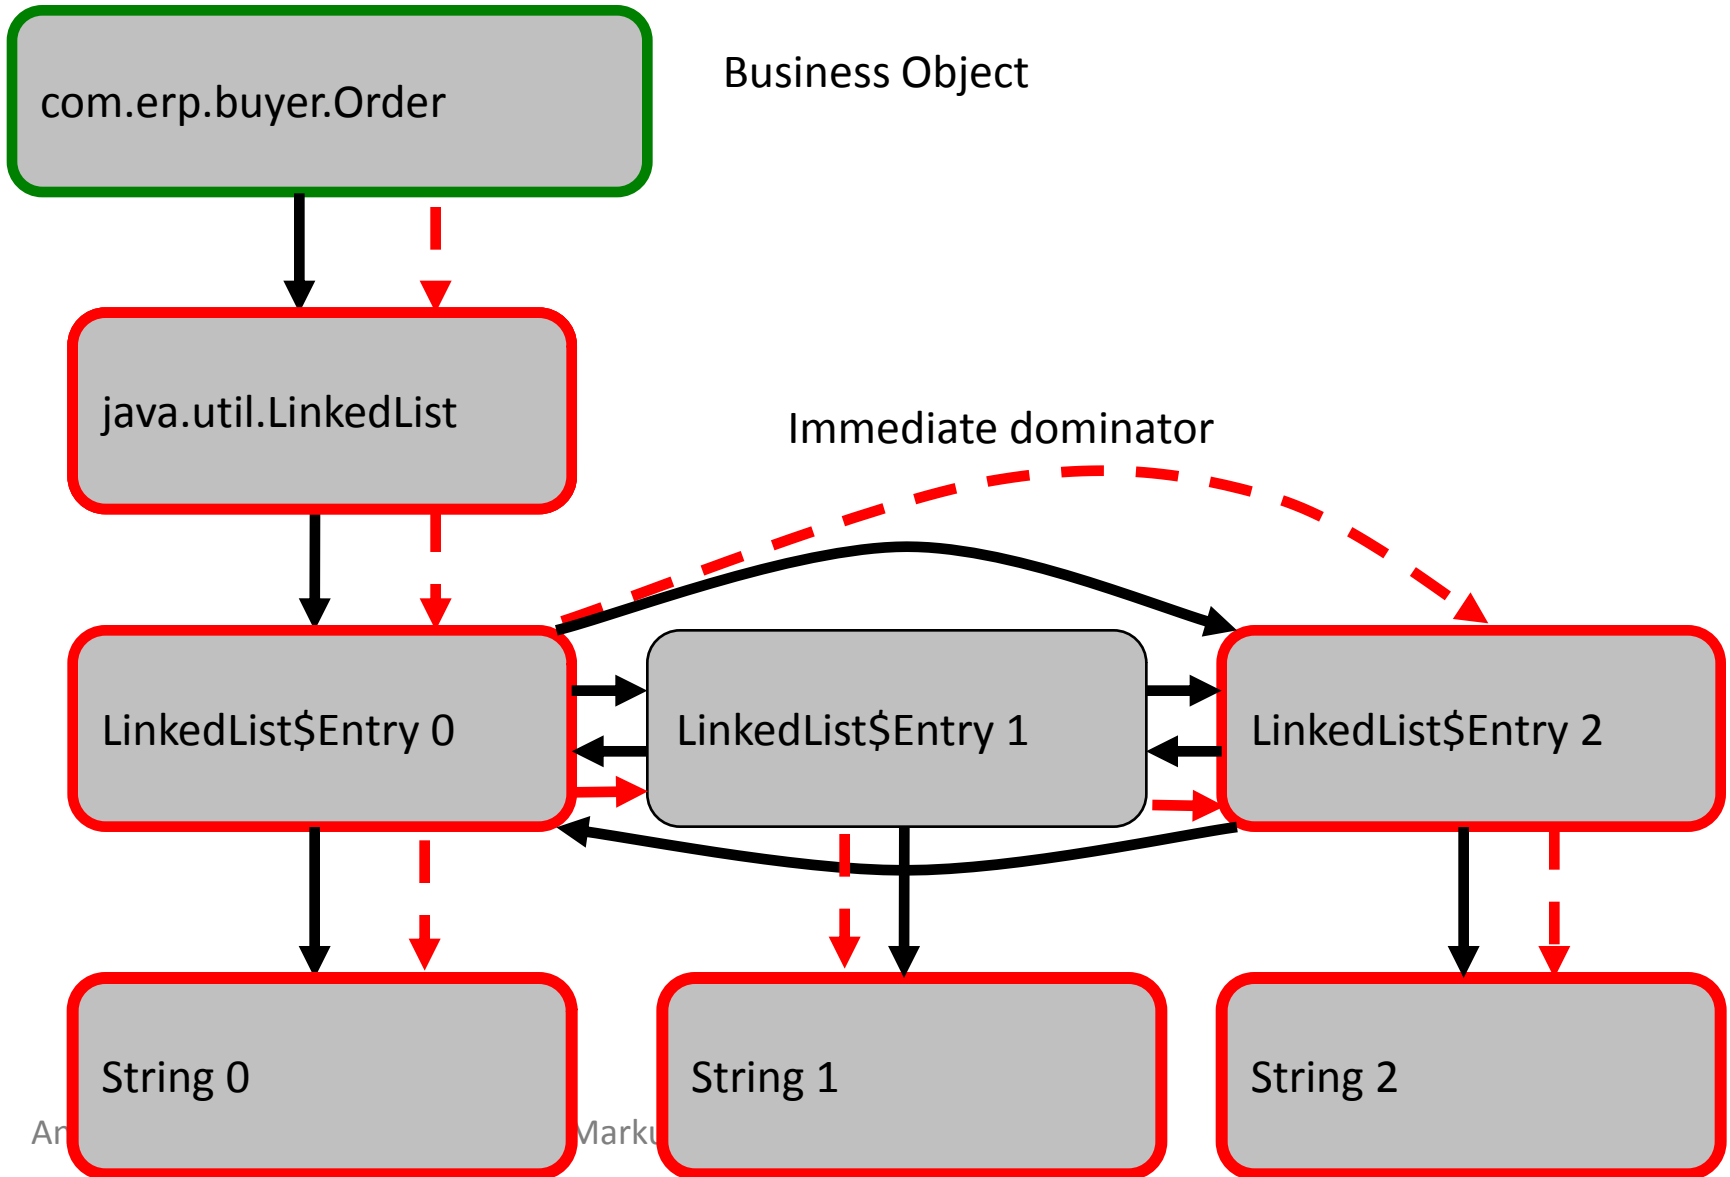 com.erp.buyer.Order
Business Object
java.util.LinkedList
Immediate dominator
LinkedList$Entry 0
LinkedList$Entry 1
LinkedList$Entry 2
String 0
String 1
String 2